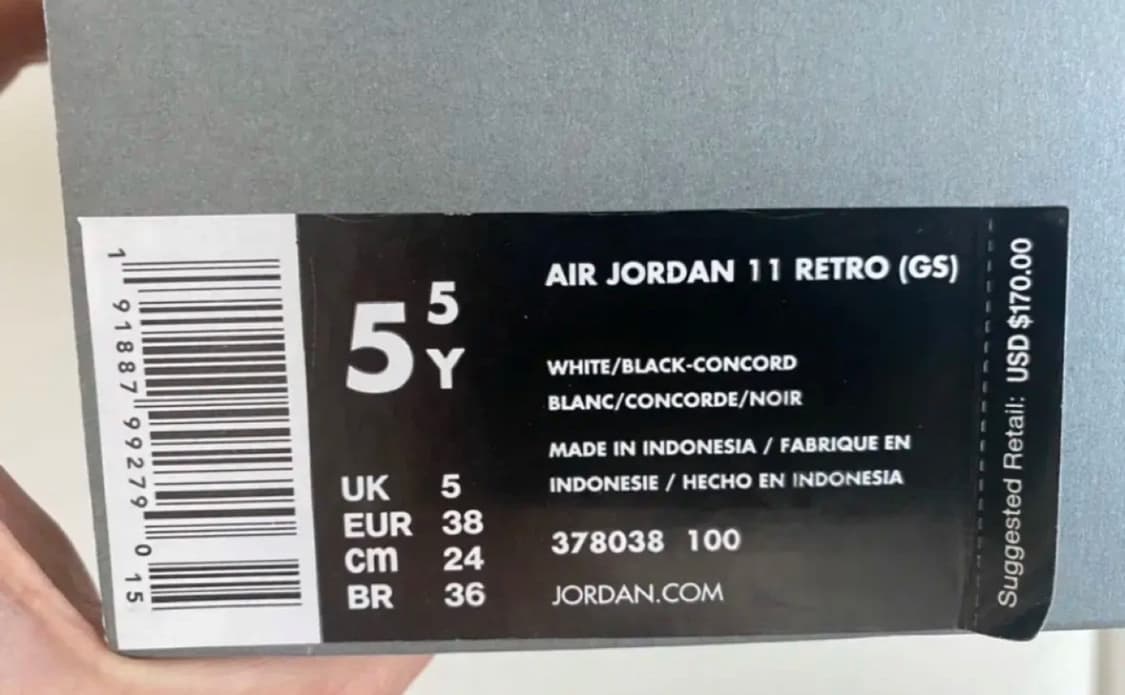 1 91887 99279 0 15
5 5
Y
UK 5
EUR 38
cm 24
BR 36
AIR JORDAN 11 RETRO (GS)
WHITE/BLACK-CONCORD
BLANC/CONCORDE/NOIR
MADE IN INDONESIA / FABRIQUE EN
INDONESIE / HECHO EN INDONESIA
378038 100
JORDAN.COM
Suggested Retail: USD $170.00